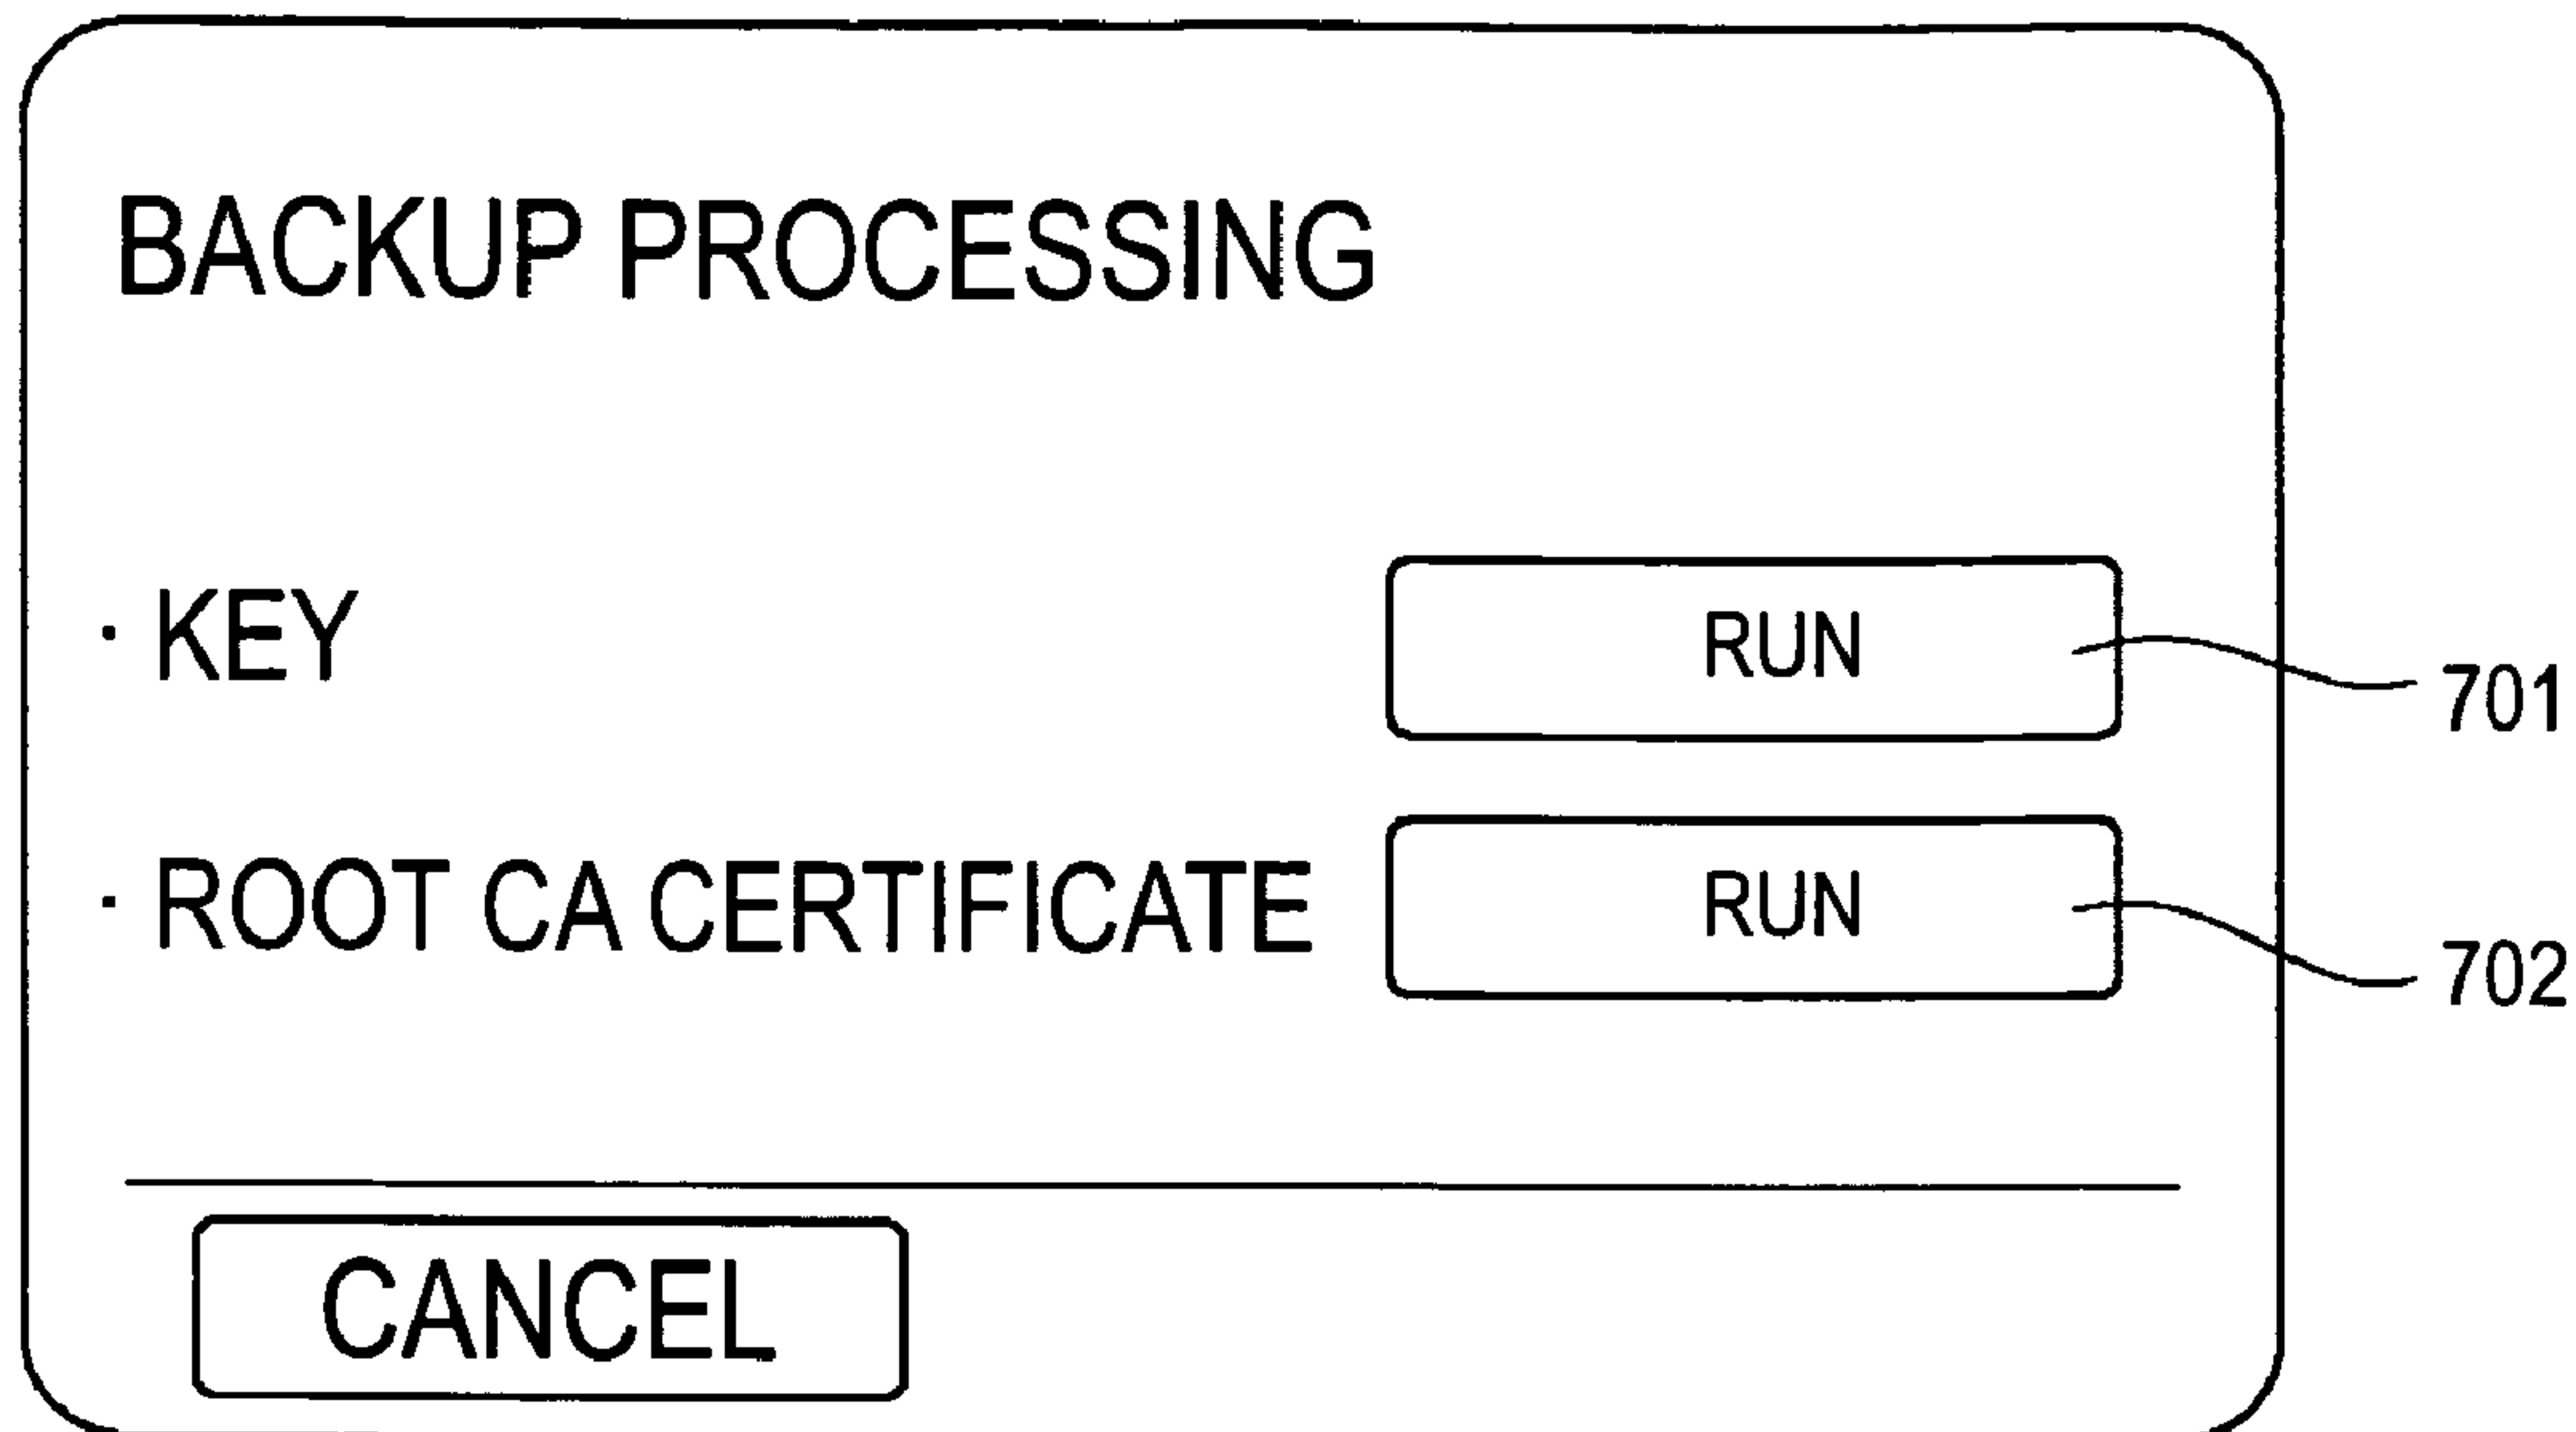 BACKUP PROCESSING
· KEY RUN 701
· ROOT CA CERTIFICATE RUN 702
CANCEL